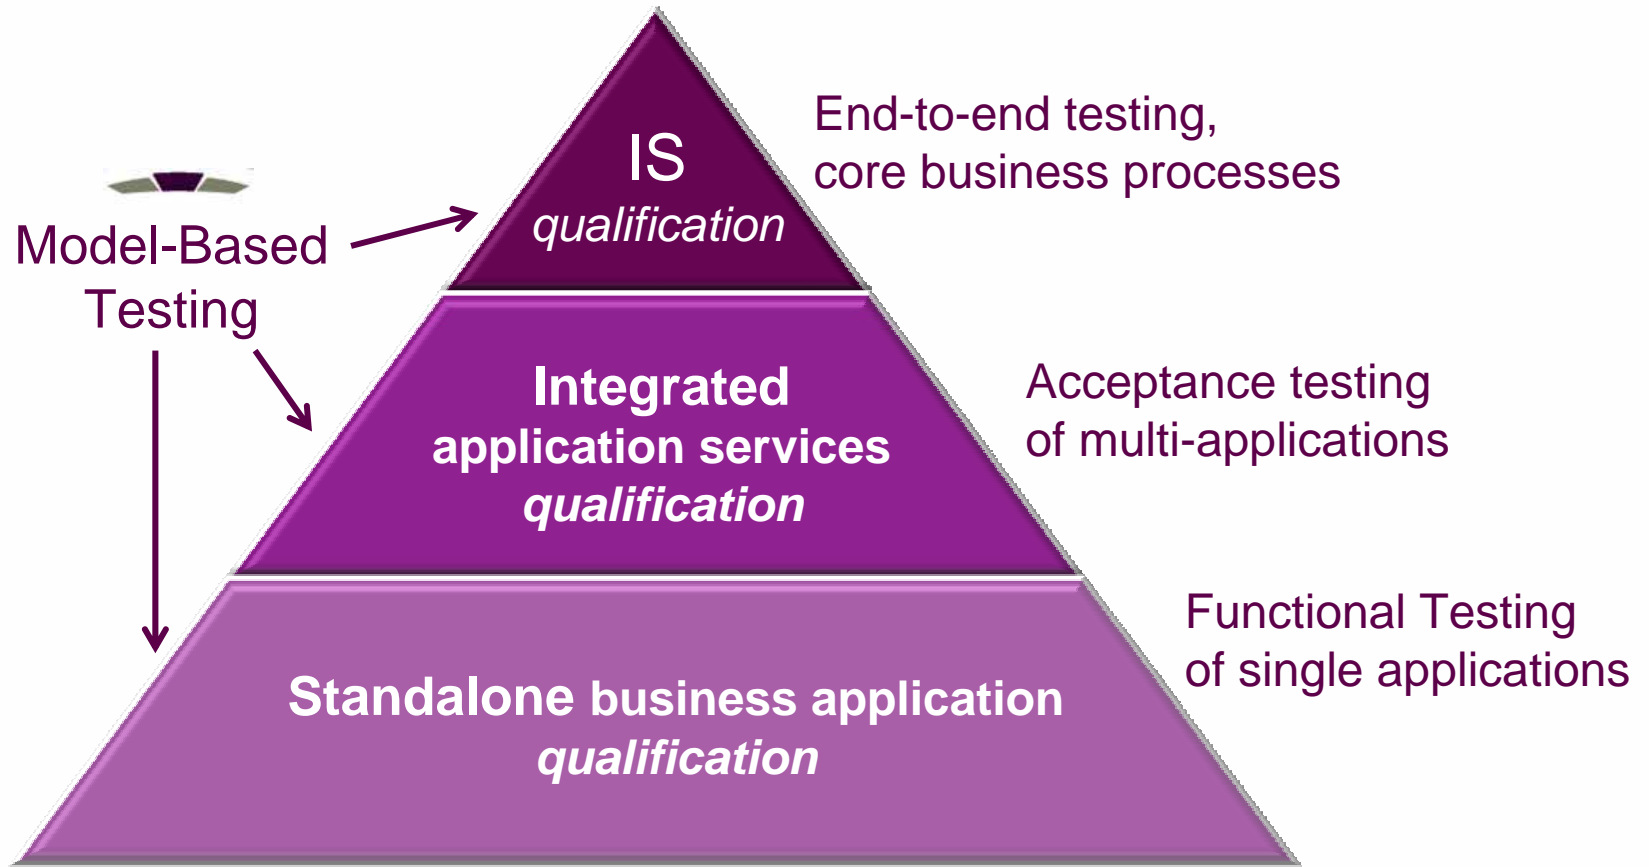 Model-Based
Testing
IS
qualification
End-to-end testing,
core business processes
Integrated
application services
qualification
Acceptance testing
of multi-applications
Standalone business application
qualification
Functional Testing
of single applications